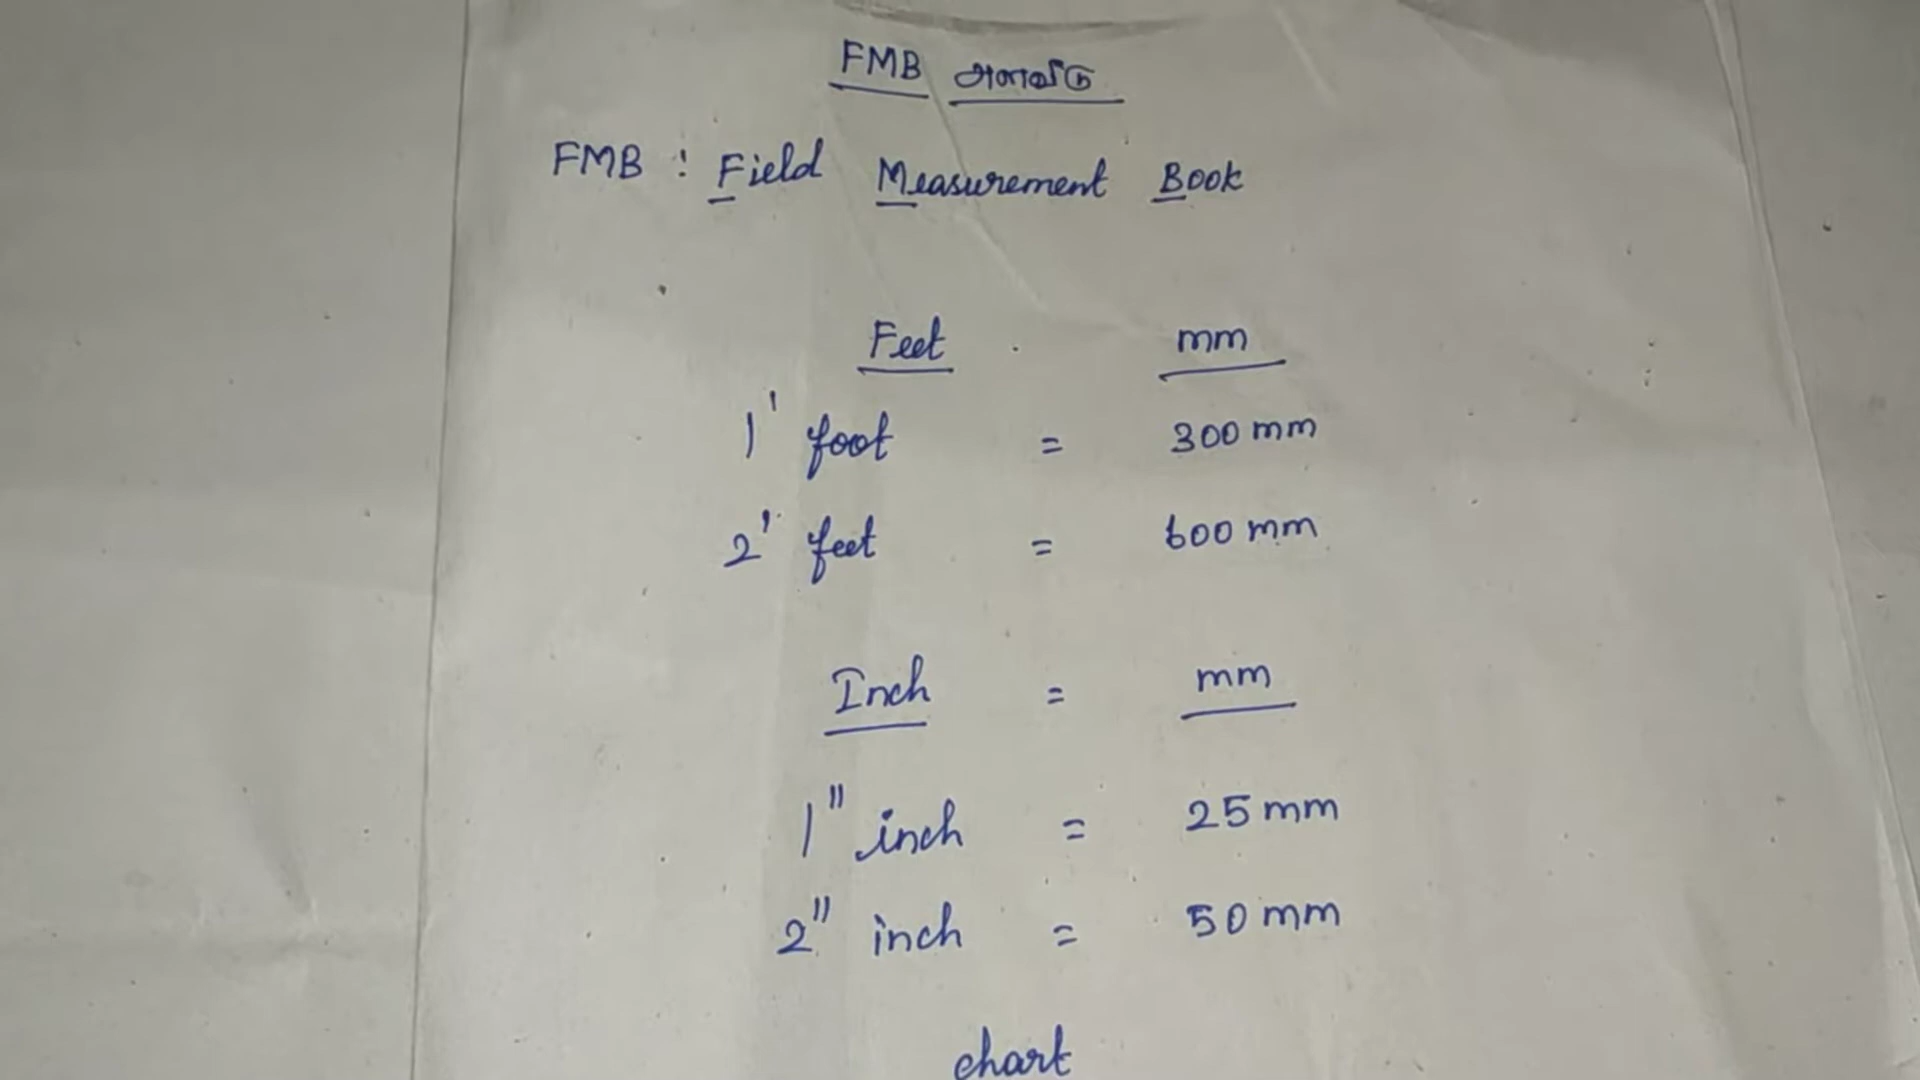 FMB அளவீடு
FMB : Field Measurement Book
Feet mm
1' foot = 300 mm
2' feet = 600 mm
Inch = mm
1" inch = 25 mm
2" inch = 50 mm
chart